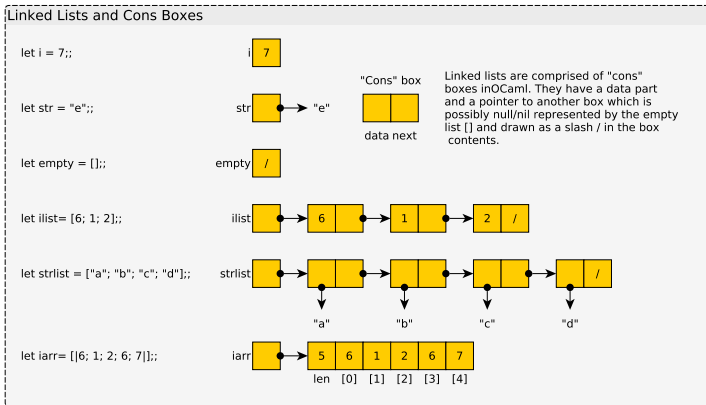 Linked Lists and Cons Boxes
let i = 7;;
i
7
"Cons" box
data next
Linked lists are comprised of "cons"
boxes inOCaml. They have a data part
and a pointer to another box which is
possibly null/nil represented by the empty
list [] and drawn as a slash / in the box
contents.
let str = "e";;
str
"e"
let empty = [];;
empty
/
let ilist= [6; 1; 2];;
ilist
6
1
2 /
let strlist = ["a"; "b"; "c"; "d"];;
strlist
/
"a" "b" "c" "d"
let iarr= [|6; 1; 2; 6; 7|];;
iarr
5 6 1 2 6 7
len [0] [1] [2] [3] [4]